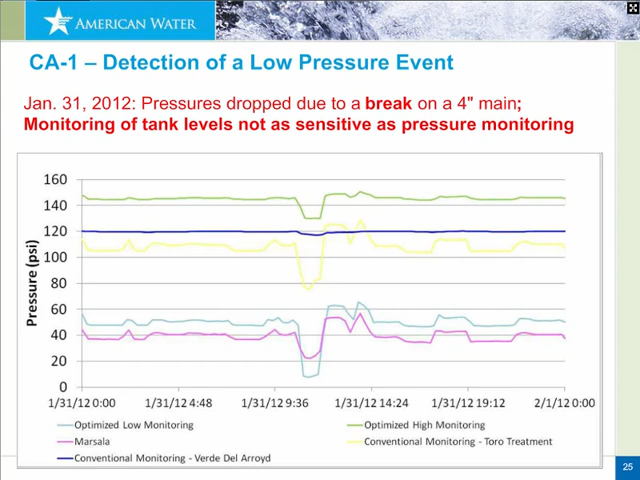 AMERICAN WATER
CA-1 – Detection of a Low Pressure Event
Jan. 31, 2012: Pressures dropped due to a break on a 4" main;
Monitoring of tank levels not as sensitive as pressure monitoring
Pressure (psi)
160
140
120
100
80
60
40
20
0
1/31/12 0:00 1/31/12 4:48 1/31/12 9:36 1/31/12 14:24 1/31/12 19:12 2/1/12 0:00
Optimized Low Monitoring Optimized High Monitoring
Marsala Conventional Monitoring - Toro Treatment
Conventional Monitoring - Verde Del Arroyd
25